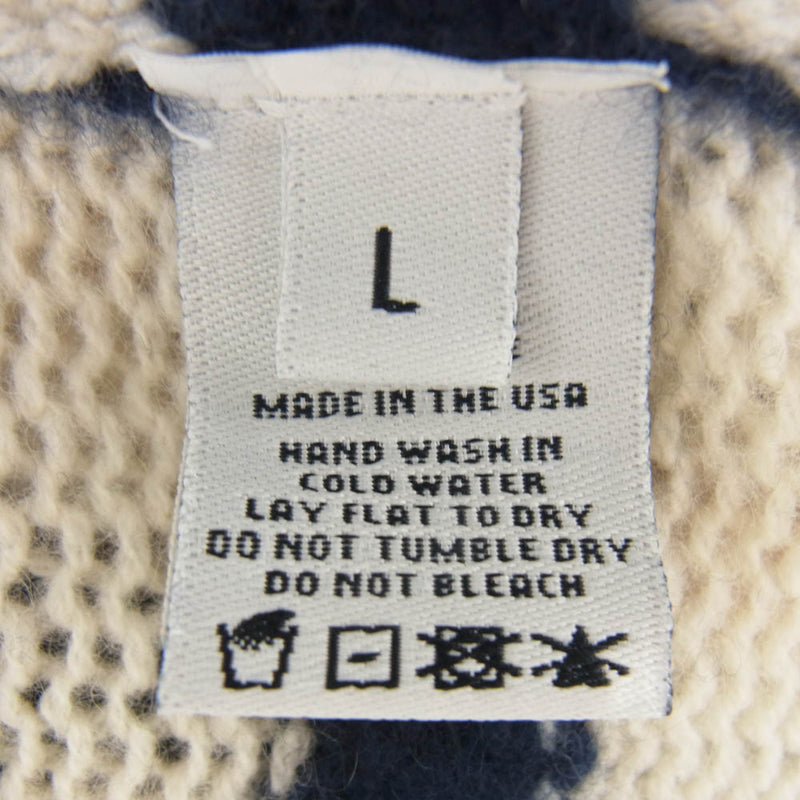 L
MADE IN THE USA
HAND WASH IN
COLD WATER
LAY FLAT TO DRY
DO NOT TUMBLE DRY
DO NOT BLEACH